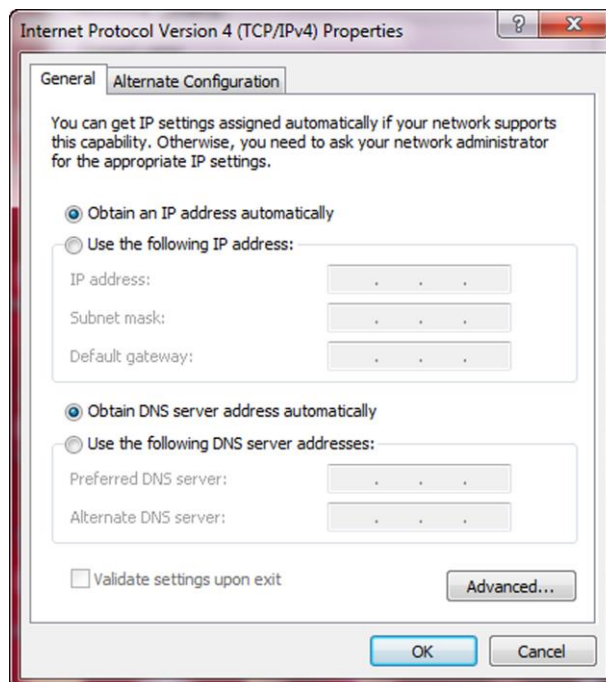 Internet Protocol Version 4 (TCP/IPv4) Properties
General
Alternate Configuration
You can get IP settings assigned automatically if your network supports
this capability. Otherwise, you need to ask your network administrator
for the appropriate IP settings.
Obtain an IP address automatically
Use the following IP address:
IP address:
Subnet mask:
Default gateway:
Obtain DNS server address automatically
Use the following DNS server addresses:
Preferred DNS server:
Alternate DNS server:
Validate settings upon exit
Advanced...
OK
Cancel